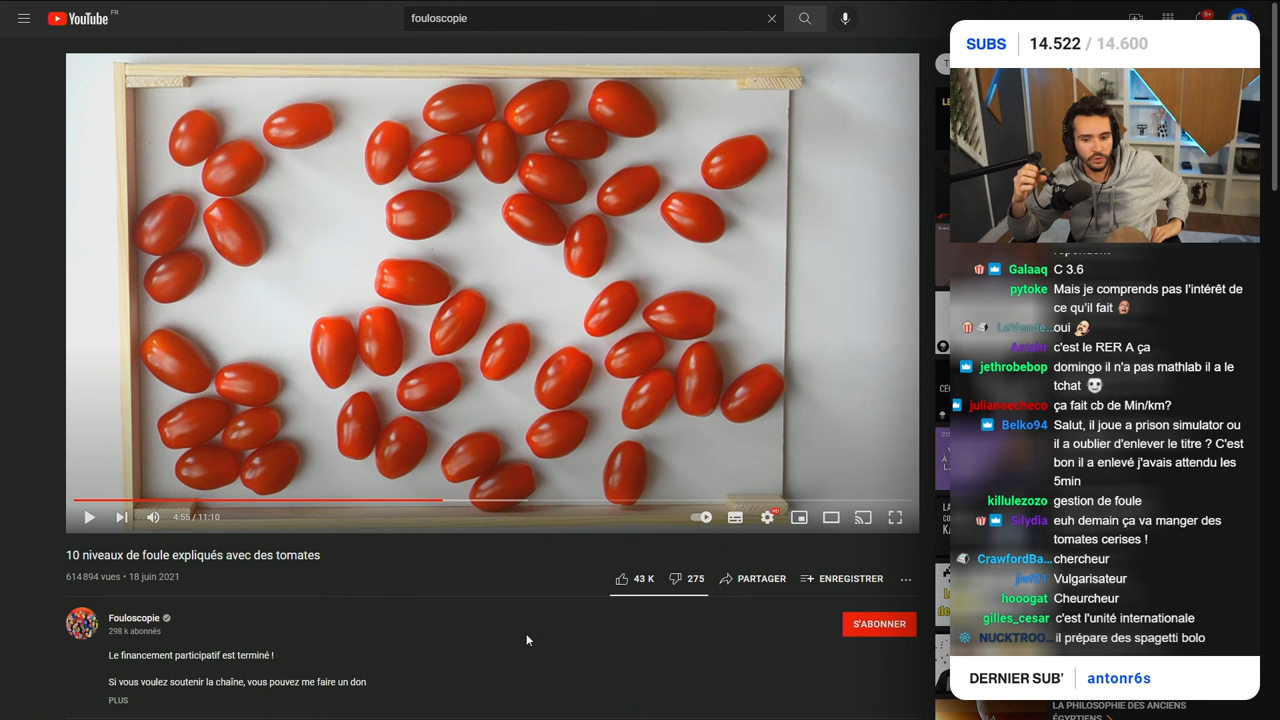 YouTube FR
fouloscopie
9+
SUBS 14.522 / 14.600
4:55 / 11:10
HD
10 niveaux de foule expliqués avec des tomates
614 894 vues • 18 juin 2021
43 K
275
PARTAGER
ENREGISTRER
Fouloscopie
298 k abonnés
S'ABONNER
Le financement participatif est terminé !
Si vous voulez soutenir la chaîne, vous pouvez me faire un don
PLUS
Galaaq C 3.6
pytoke Mais je comprends pas l'intérêt de
ce qu'il fait
LeVende... oui
c'est le RER A ça
jethrobebop domingo il n'a pas mathlab il a le
tchat
julianoecheco ça fait cb de Min/km?
Belko94 Salut, il joue a prison simulator ou
il a oublier d'enlever le titre ? C'est
bon il a enlevé j'avais attendu les
5min
killulezozo gestion de foule
Silydia euh demain ça va manger des
tomates cerises !
CrawfordBa... chercheur
Vulgarisateur
hooogat Cheurcheur
gilles_cesar c'est l'unité internationale
NUCKTROO... il prépare des spagetti bolo
DERNIER SUB' antonr6s
LA PHILOSOPHIE DES ANCIENS
ÉGYPTIENS